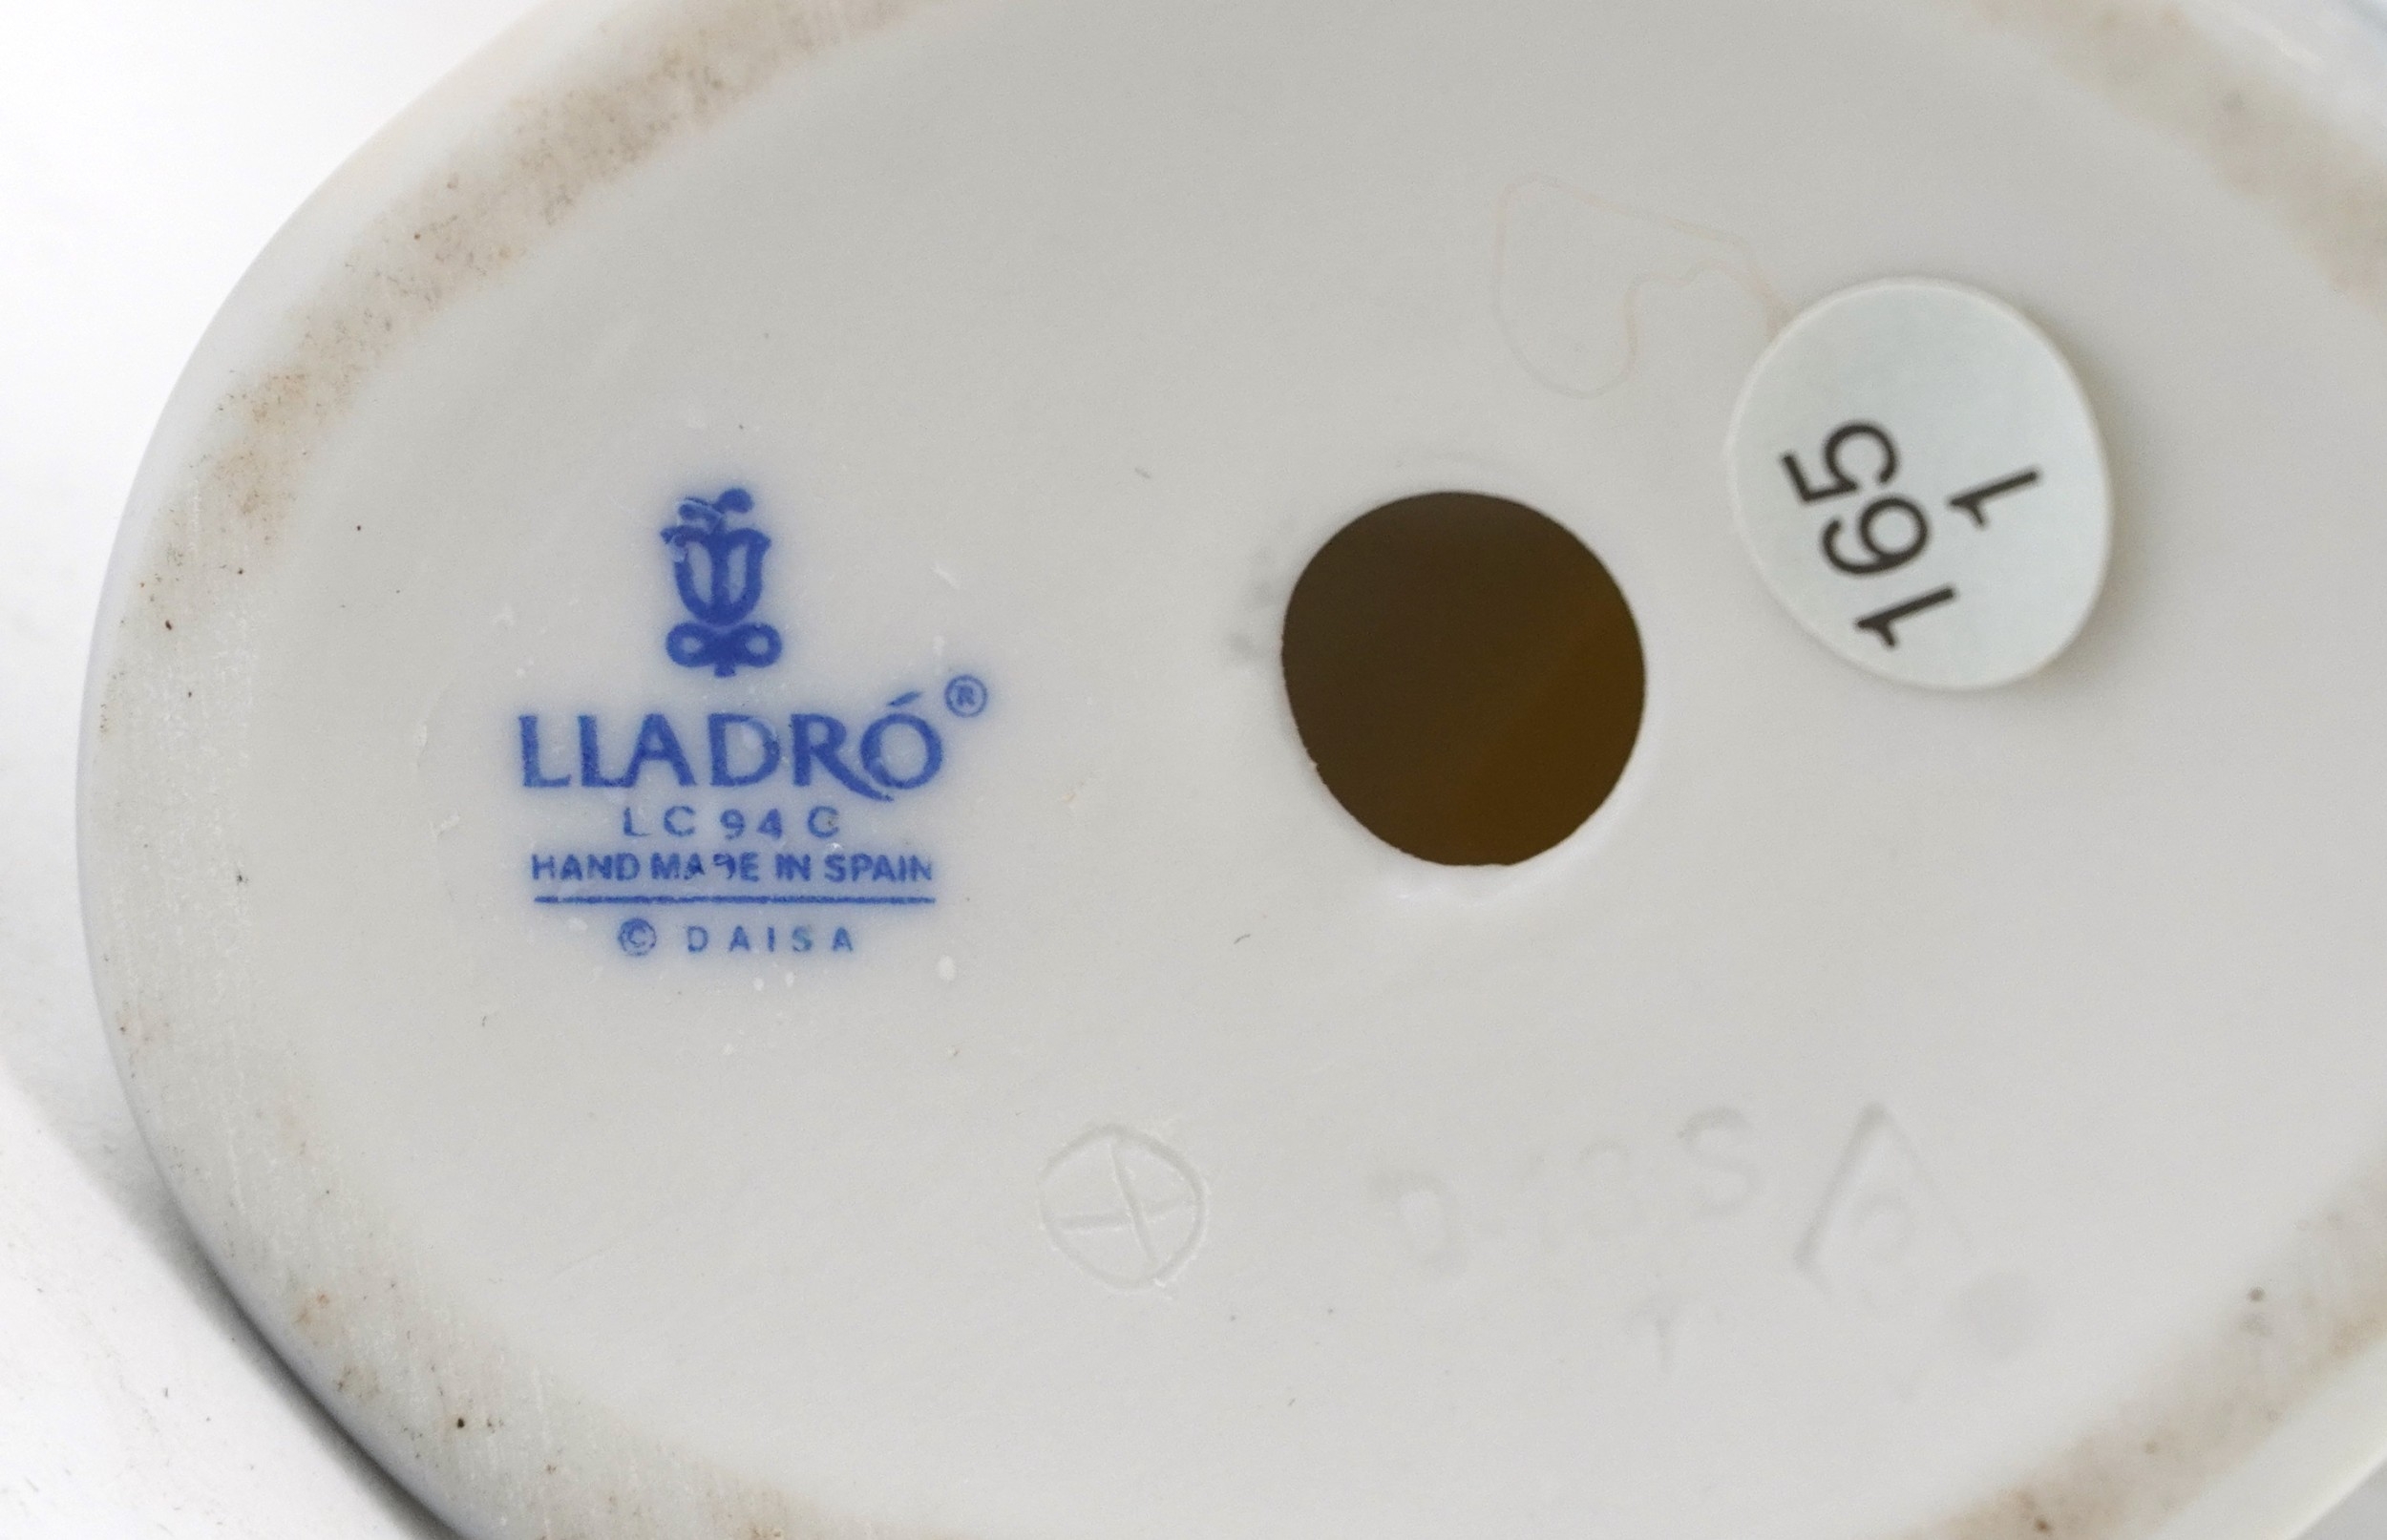 LLADRÓ®
LC 94 C
HAND MADE IN SPAIN
© DAISA
165
1